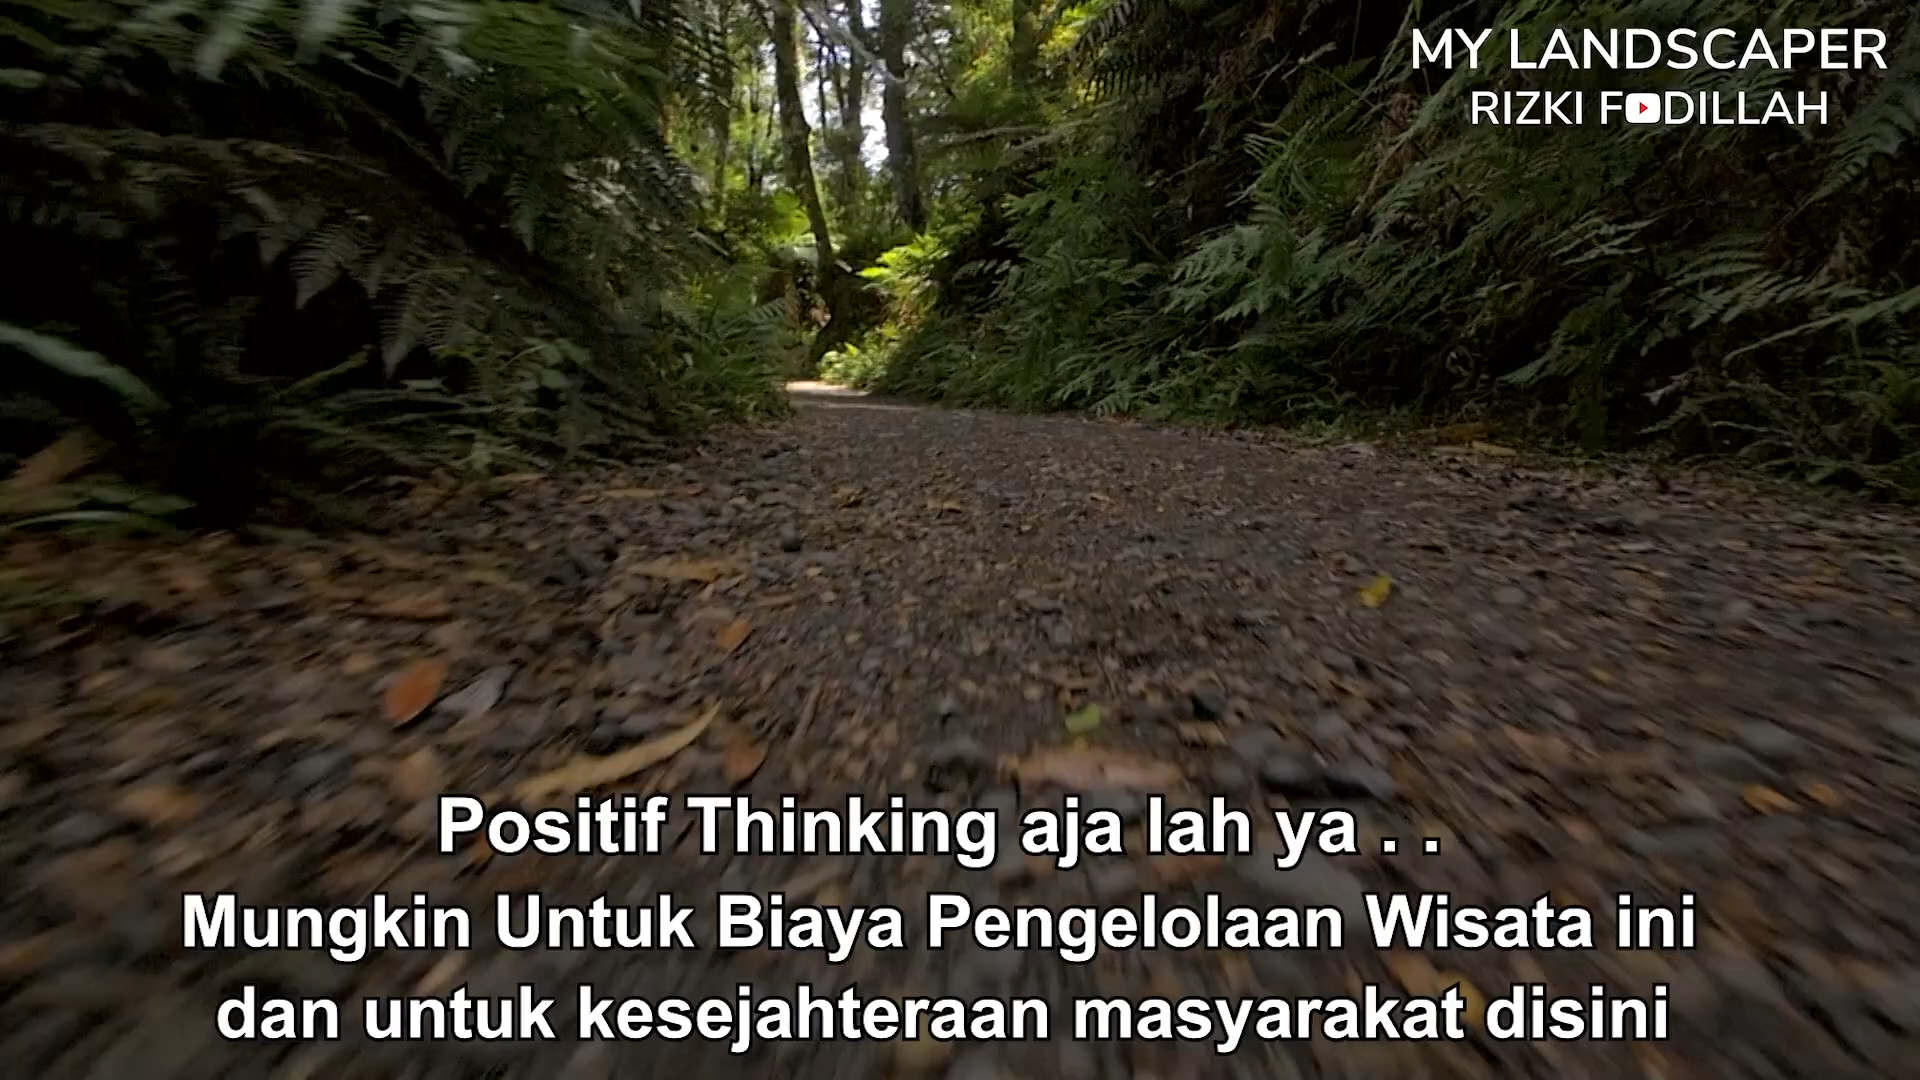 MY LANDSCAPER
RIZKI FADILLAH
Positif Thinking aja lah ya . .
Mungkin Untuk Biaya Pengelolaan Wisata ini
dan untuk kesejahteraan masyarakat disini